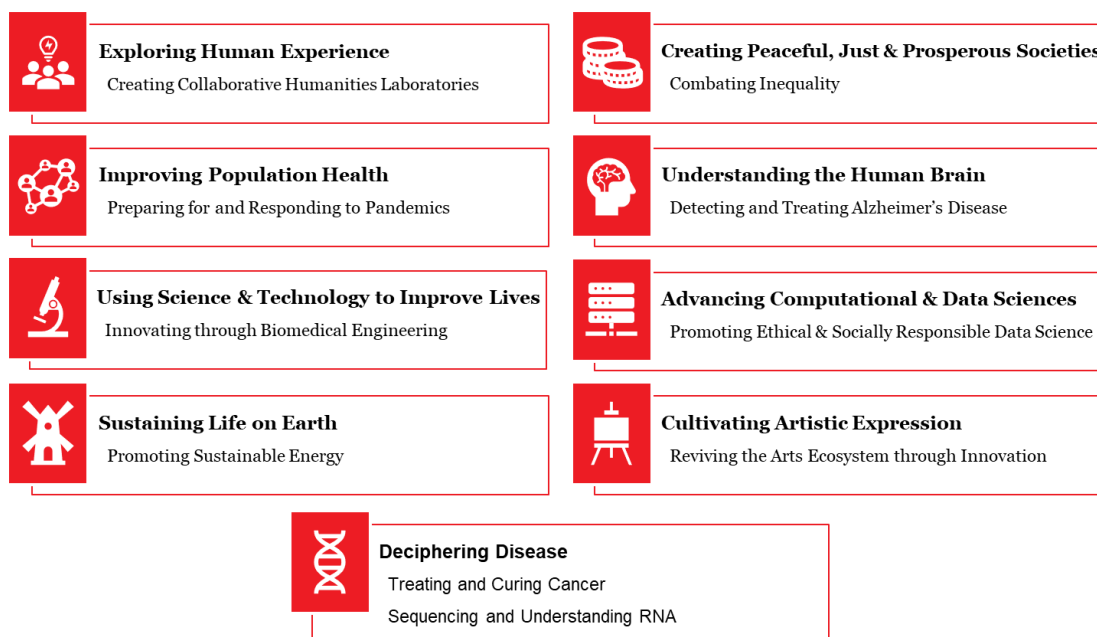 Exploring Human Experience
Creating Collaborative Humanities Laboratories
Creating Peaceful, Just & Prosperous Societies
Combating Inequality
Improving Population Health
Preparing for and Responding to Pandemics
Understanding the Human Brain
Detecting and Treating Alzheimer’s Disease
Using Science & Technology to Improve Lives
Innovating through Biomedical Engineering
Advancing Computational & Data Sciences
Promoting Ethical & Socially Responsible Data Science
Sustaining Life on Earth
Promoting Sustainable Energy
Cultivating Artistic Expression
Reviving the Arts Ecosystem through Innovation
Deciphering Disease
Treating and Curing Cancer
Sequencing and Understanding RNA